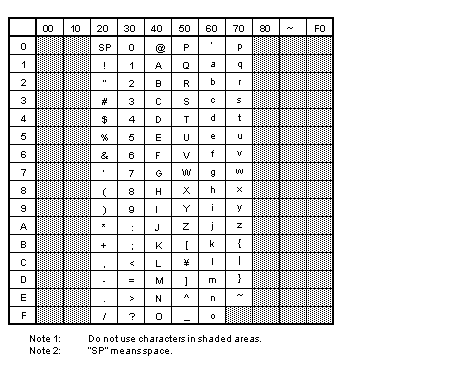 00 10 20 30 40 50 60 70 80 ~ F0
0 SP 0 @ P ` p
1 ! 1 A Q a q
2 " 2 B R b r
3 # 3 C S c s
4 $ 4 D T d t
5 % 5 E U e u
6 & 6 F V f v
7 ' 7 G W g w
8 ( 8 H X h x
9 ) 9 I Y i y
A * : J Z j z
B + ; K [ k {
C , < L ¥ l |
D - = M ] m }
E . > N ^ n ~
F / ? O _ o
Note 1: Do not use characters in shaded areas.
Note 2: "SP" means space.